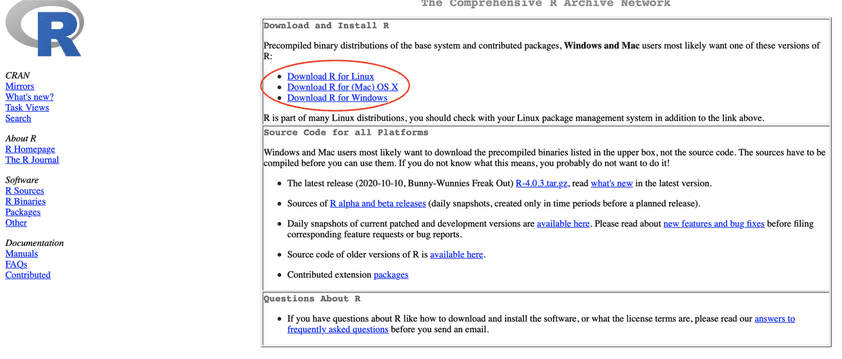 The Comprehensive R Archive Network
R
CRAN
Mirrors
What's new?
Task Views
Search
About R
R Homepage
The R Journal
Software
R Sources
R Binaries
Packages
Other
Documentation
Manuals
FAQs
Contributed
Download and Install R
Precompiled binary distributions of the base system and contributed packages, Windows and Mac users most likely want one of these versions of
R:
• Download R for Linux
• Download R for (Mac) OS X
• Download R for Windows
R is part of many Linux distributions, you should check with your Linux package management system in addition to the link above.
Source Code for all Platforms
Windows and Mac users most likely want to download the precompiled binaries listed in the upper box, not the source code. The sources have to be
compiled before you can use them. If you do not know what this means, you probably do not want to do it!
• The latest release (2020-10-10, Bunny-Wunnies Freak Out) R-4.0.3.tar.gz, read what's new in the latest version.
• Sources of R alpha and beta releases (daily snapshots, created only in time periods before a planned release).
• Daily snapshots of current patched and development versions are available here. Please read about new features and bug fixes before filing
corresponding feature requests or bug reports.
• Source code of older versions of R is available here.
• Contributed extension packages
Questions About R
• If you have questions about R like how to download and install the software, or what the license terms are, please read our answers to
frequently asked questions before you send an email.